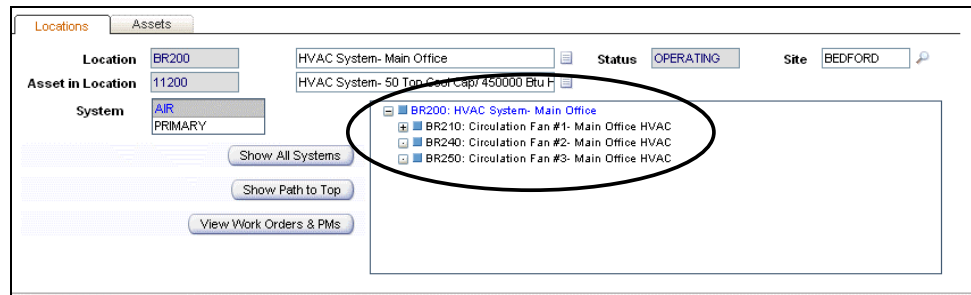 Locations Assets
Location BR200 HVAC System- Main Office Status OPERATING Site BEDFORD
Asset in Location 11200 HVAC System- 50 Ton Cool Cap/ 450000 Btu H
System AIR
PRIMARY
BR200: HVAC System- Main Office
BR210: Circulation Fan #1- Main Office HVAC
BR240: Circulation Fan #2- Main Office HVAC
BR250: Circulation Fan #3- Main Office HVAC
Show All Systems
Show Path to Top
View Work Orders & PMs